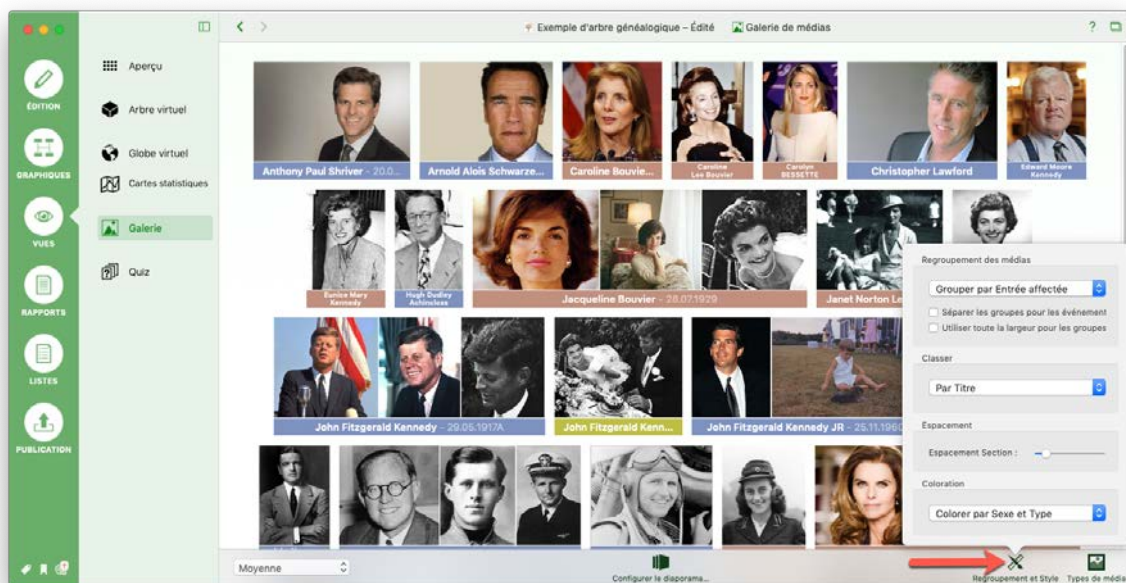 Exemple d'arbre généalogique – Édité
Galerie de médias
?
ÉDITION
GRAPHIQUES
VUES
RAPPORTS
LISTES
PUBLICATION
Aperçu
Arbre virtuel
Globe virtuel
Cartes statistiques
Galerie
Quiz
Anthony Paul Shriver - 20.0...
Arnold Alois Schwarze...
Caroline Bouvie...
Caroline
Lee Bouvier
Carolyn
BESSETTE
Christopher Lawford
Edward Moore
Kennedy
Eunice Mary
Kennedy
Hugh Dudley
Achincloss
Jacqueline Bouvier - 28.07.1929
Janet Norton Le
John Fitzgerald Kennedy - 29.05.1917A
John Fitzgerald Kenn...
John Fitzgerald Kennedy JR - 25.11.1960
Regroupement des médias
Grouper par Entrée affectée
Séparer les groupes pour les événement
Utiliser toute la largeur pour les groupes
Classer
Par Titre
Espacement
Espacement Section :
Coloration
Colorer par Sexe et Type
Moyenne
Configurer le diaporama...
Regroupement et Style
Types de média